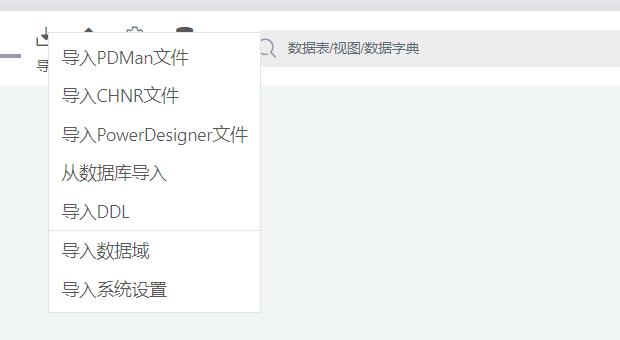 数据表/视图/数据字典
导
导入PDMan文件
导入CHNR文件
导入PowerDesigner文件
从数据库导入
导入DDL
导入数据域
导入系统设置